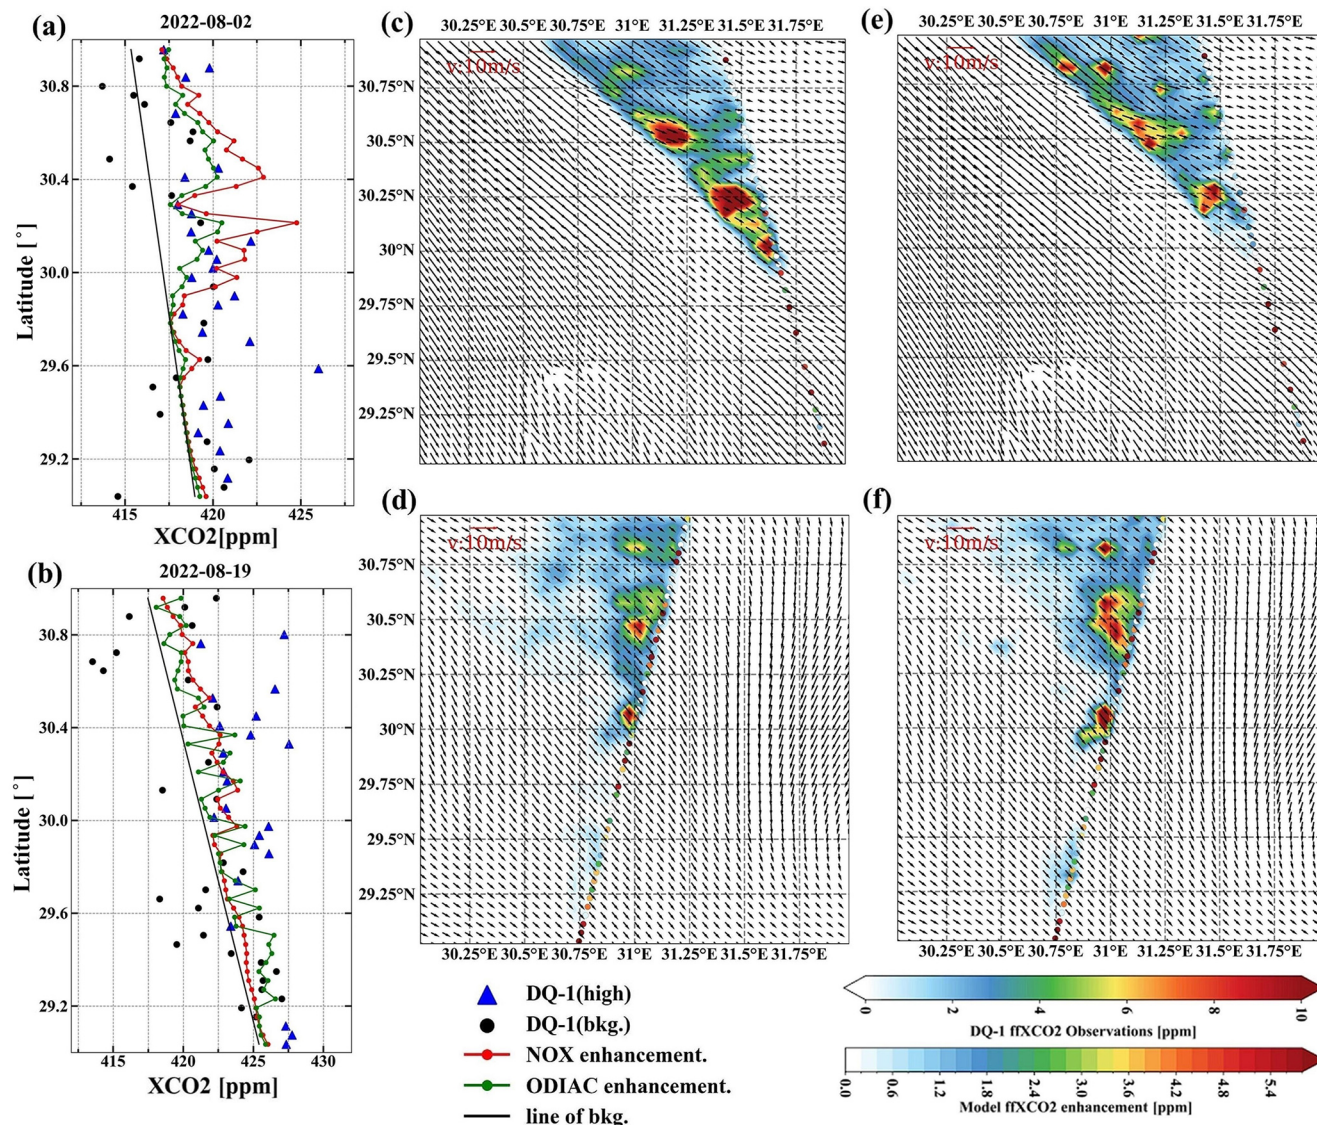 (a)
2022-08-02
30.8
30.4
30.0
29.6
29.2
Latitude [ ° ]
415
420
425
XCO2[ppm]
(b)
2022-08-19
30.8
30.4
30.0
29.6
29.2
Latitude [ ° ]
415
420
425
430
XCO2 [ppm]
(c)
30.25°E 30.5°E 30.75°E 31°E 31.25°E 31.5°E 31.75°E
v:10m/s
30.75°N
30.5°N
30.25°N
30°N
29.75°N
29.5°N
29.25°N
(e)
30.25°E 30.5°E 30.75°E 31°E 31.25°E 31.5°E 31.75°E
v:10m/s
(d)
v:10m/s
30.75°N
30.5°N
30.25°N
30°N
29.75°N
29.5°N
29.25°N
30.25°E 30.5°E 30.75°E 31°E 31.25°E 31.5°E 31.75°E
(f)
v:10m/s
30.25°E 30.5°E 30.75°E 31°E 31.25°E 31.5°E 31.75°E
DQ-1(high)
DQ-1(bkg.)
NOX enhancement.
ODIAC enhancement.
line of bkg.
0 2 4 6 8 10
DQ-1 ffXCO2 Observations [ppm]
0.0 0.6 1.2 1.8 2.4 3.0 3.6 4.2 4.8 5.4
Model ffXCO2 enhancement [ppm]